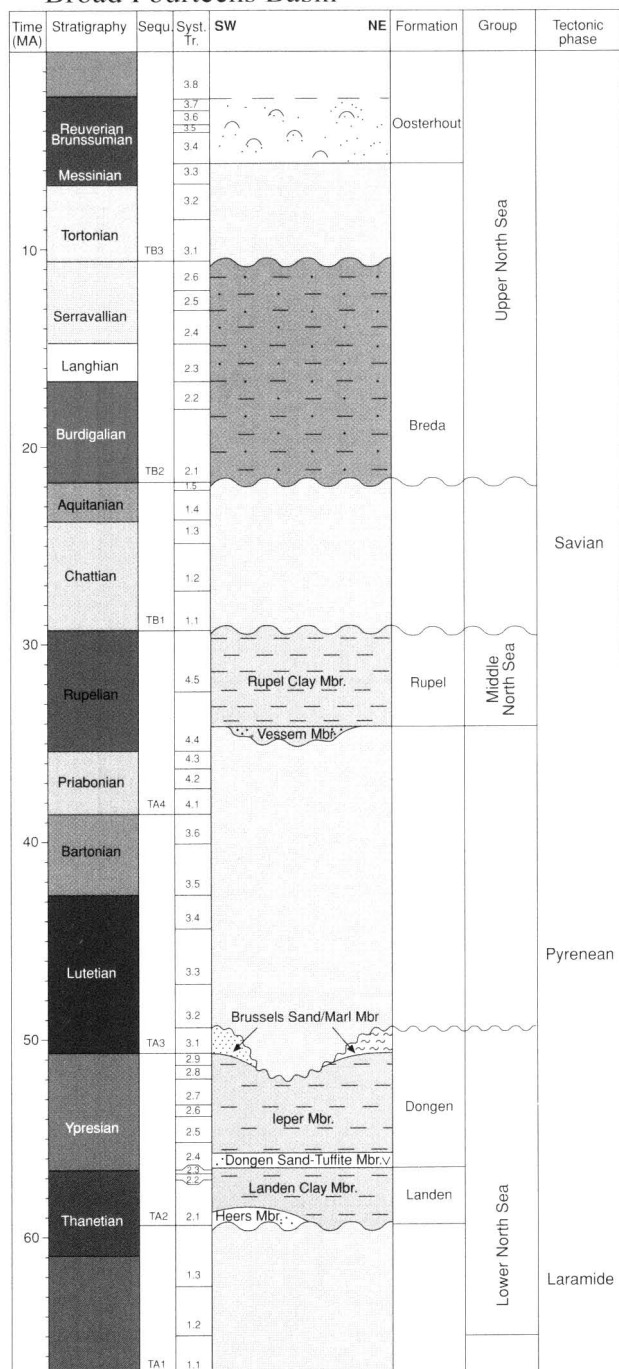 Broad Fourteens Basin
Time (MA) Stratigraphy Sequ. Syst. Tr. SW NE Formation Group Tectonic phase
3.8
3.7
Reuverian 3.6 Oosterhout
Brunssumian 3.5
3.4
Messinian 3.3
3.2
Tortonian
10 TB3 3.1
Upper North Sea
2.6
2.5
Serravallian
2.4
Langhian 2.3
2.2
Breda
Burdigalian
20
TB2 2.1
1.5
Aquitanian 1.4
1.3
Savian
Chattian 1.2
TB1 1.1
30
Rupelian 4.5 Rupel Clay Mbr. Rupel Middle North Sea
4.4 Vessem Mbr.
4.3
Priabonian 4.2
TA4 4.1
40 3.6
Bartonian
3.5
3.4
Pyrenean
Lutetian 3.3
3.2
Brussels Sand/Marl Mbr
50 TA3 3.1
2.9
2.8
2.7
2.6 Ieper Mbr. Dongen
Ypresian 2.5
2.4 Dongen Sand-Tuffite Mbr. v
2.3
2.2 Landen Clay Mbr. Landen
Thanetian TA2 2.1 Heers Mbr.
60
Lower North Sea
1.3 Laramide
1.2
TA1 1.1